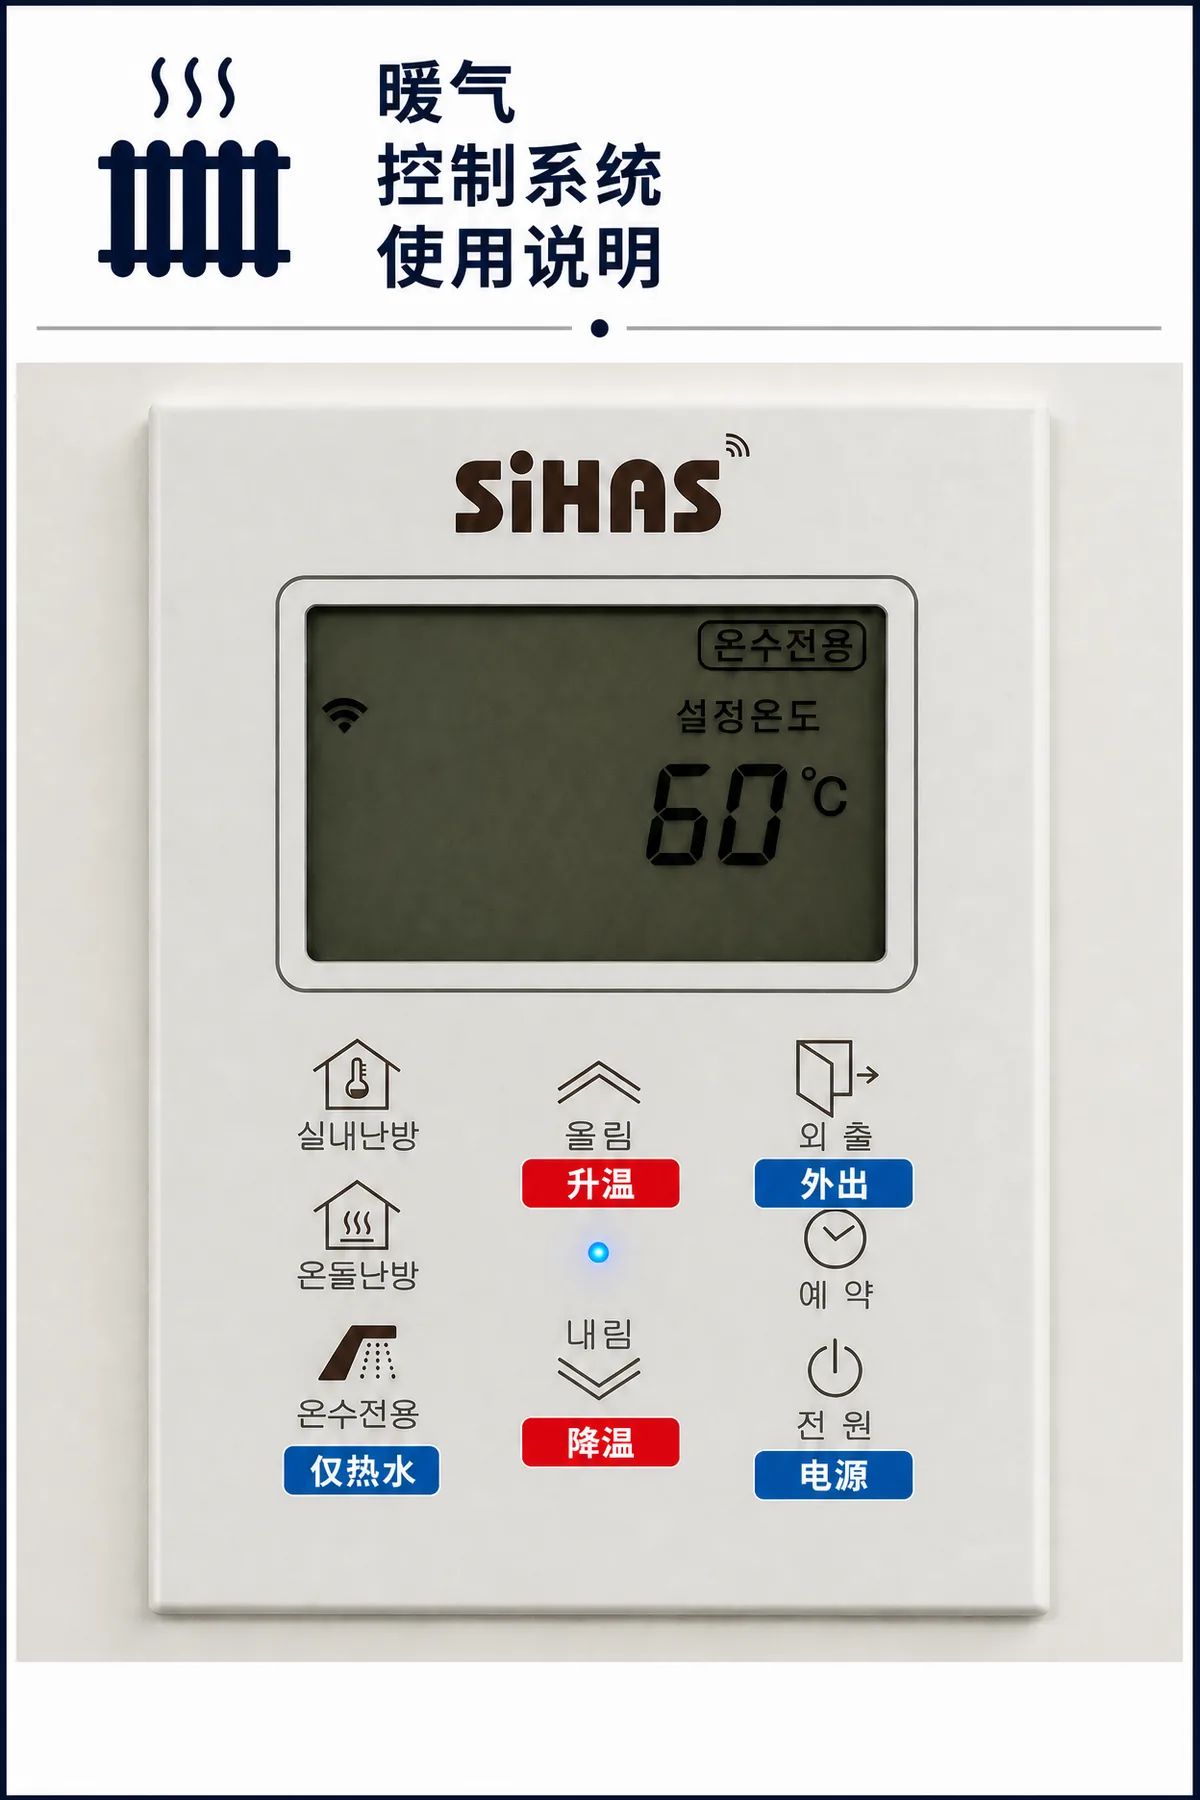 暖气
控制系统
使用说明
SiHAS
온수전용
설정온도
60℃
실내난방
올림
외출
升温
外出
온돌난방
예약
내림
온수전용
전원
降温
仅热水
电源